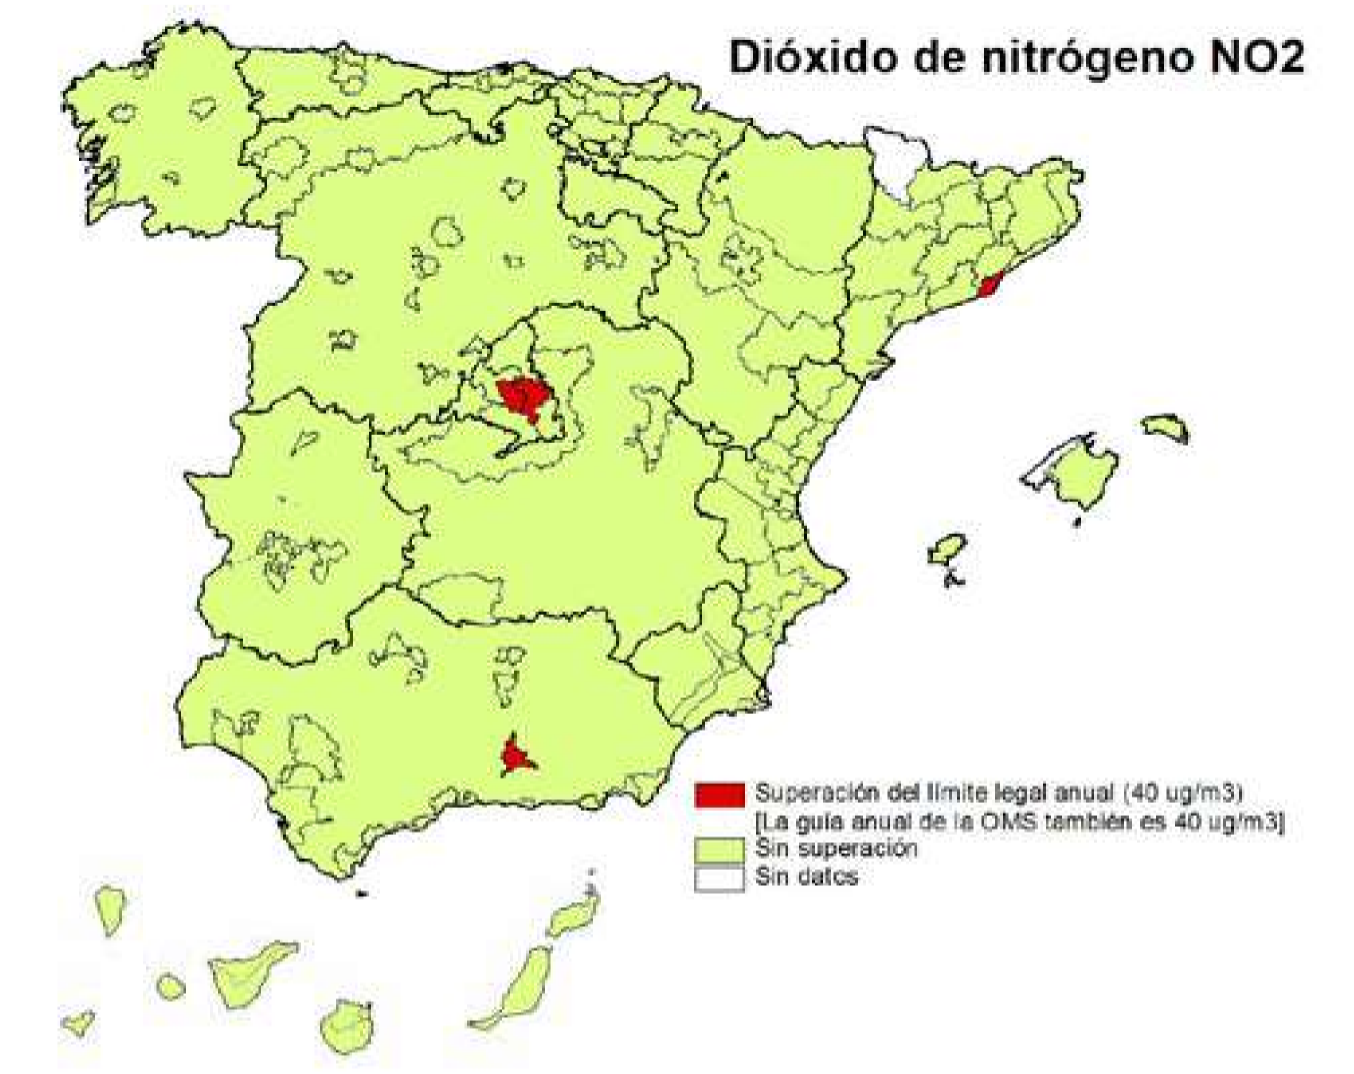 Dióxido de nitrógeno NO2
Superación del límite legal anual (40 ug/m3)
[La guía anual de la OMS también es 40 ug/m3]
Sin superación
Sin datos